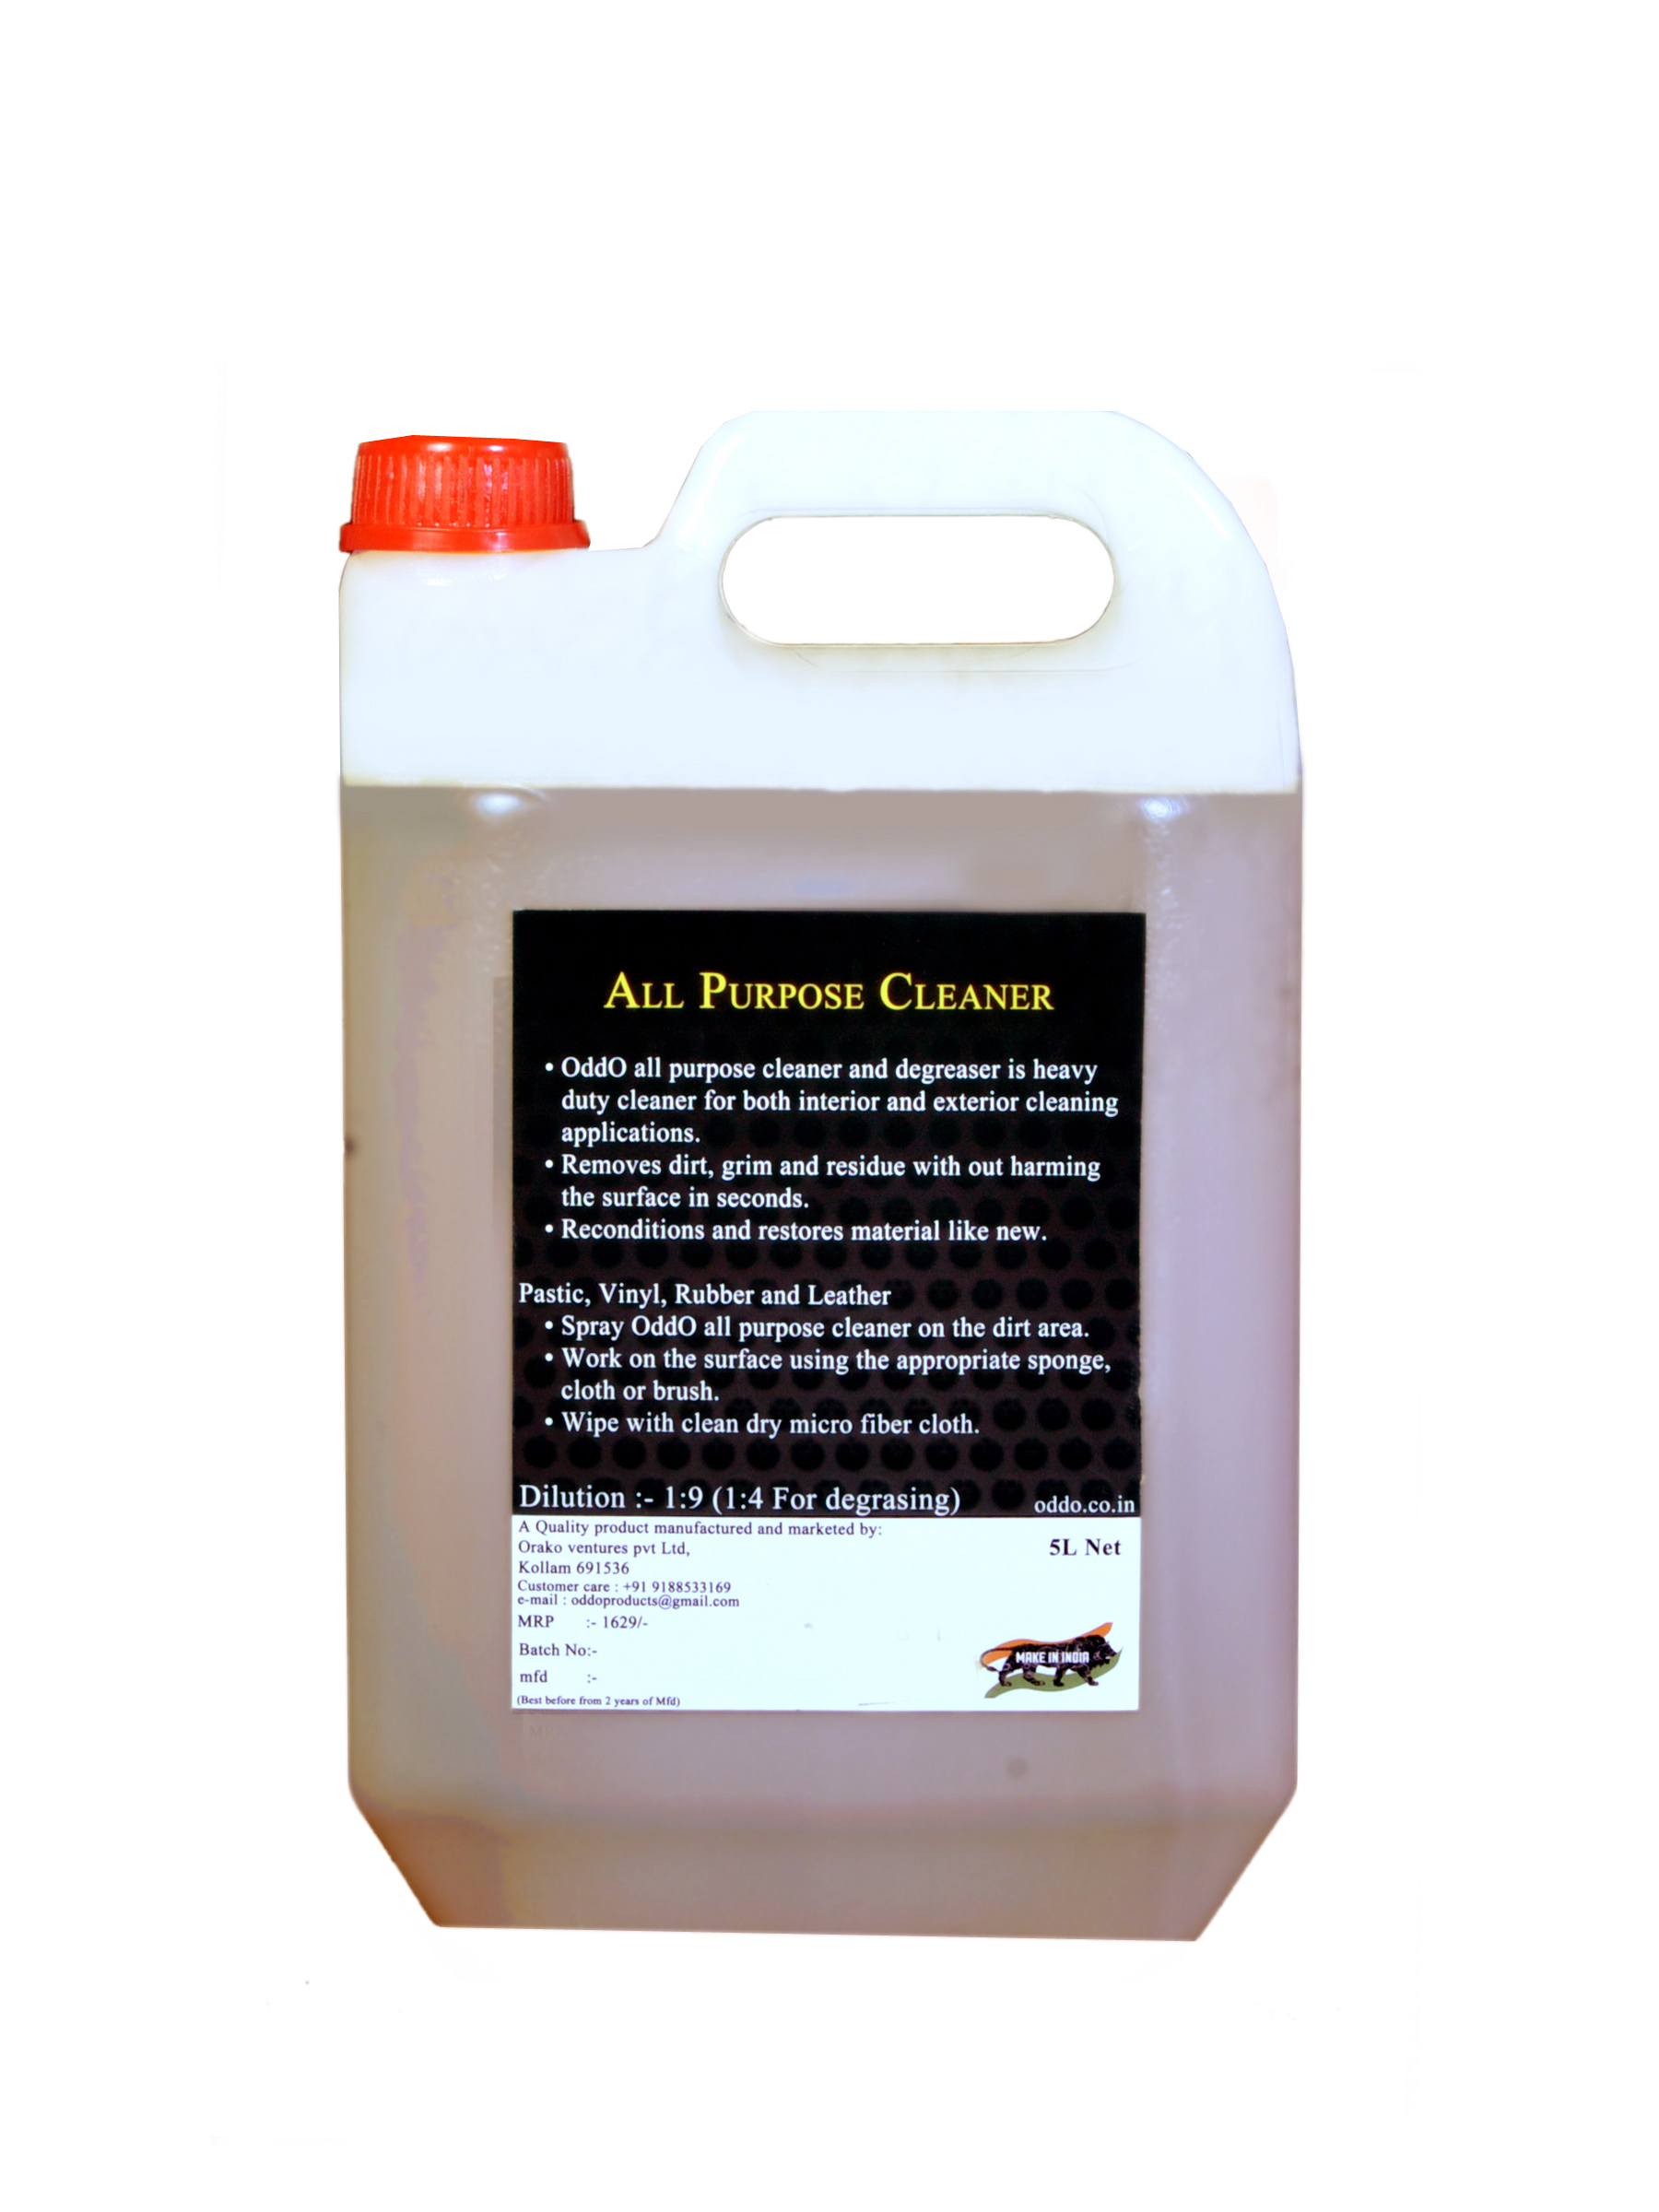 ALL PURPOSE CLEANER
• OddO all purpose cleaner and degreaser is heavy
duty cleaner for both interior and exterior cleaning
applications.
• Removes dirt, grim and residue with out harming
the surface in seconds.
• Reconditions and restores material like new.
Pastic, Vinyl, Rubber and Leather
• Spray OddO all purpose cleaner on the dirt area.
• Work on the surface using the appropriate sponge,
cloth or brush.
• Wipe with clean dry micro fiber cloth.
Dilution :- 1:9 (1:4 For degrasing)
oddo.co.in
A Quality product manufactured and marketed by:
Orako ventures pvt Ltd,
Kollam 691536
Customer care : +91 9188533169
e-mail : oddoproducts@gmail.com
5L Net
MRP :- 1629/-
Batch No:-
mfd :-
(Best before from 2 years of Mfd)
MAKE IN INDIA